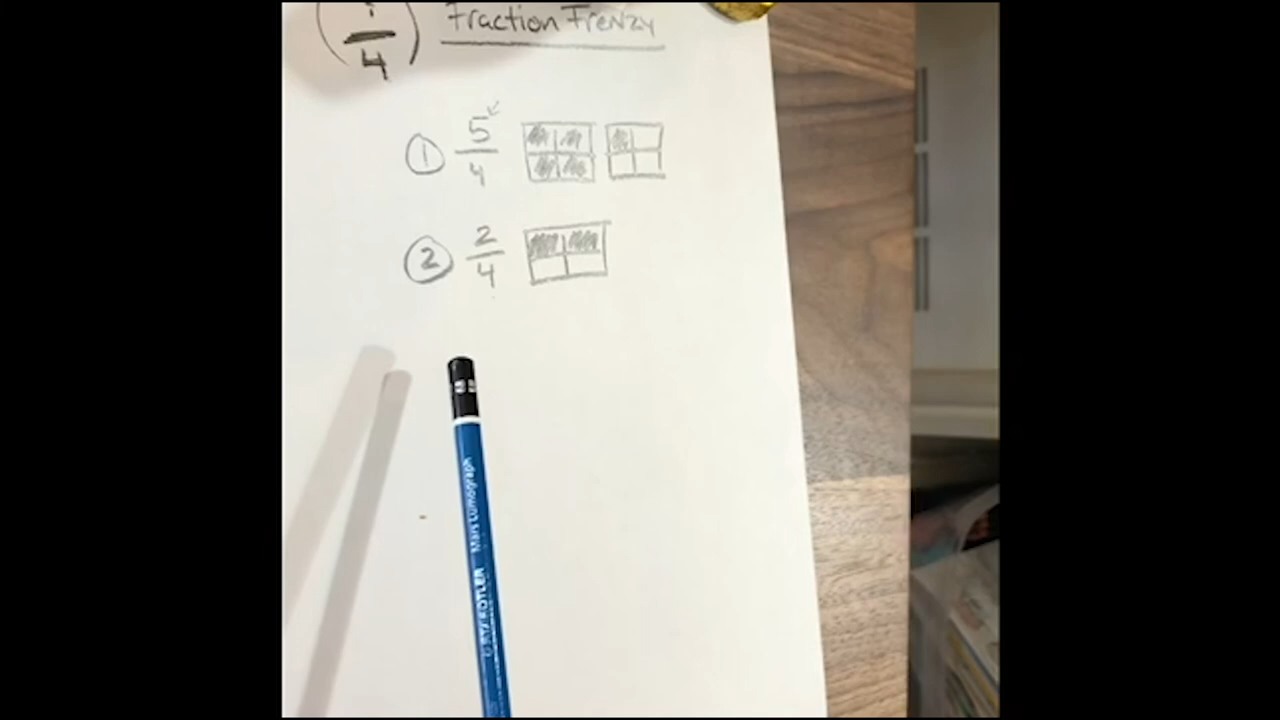 Fraction Frenzy
4
① 5/4
② 2/4
STAEDTLER Mars Lumograph